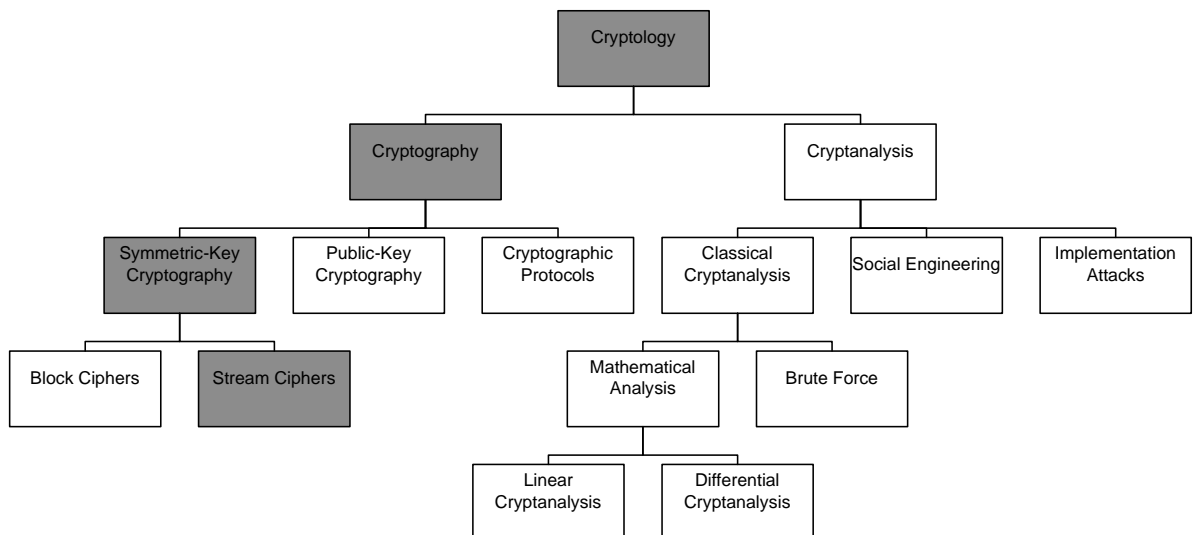 Cryptology
Cryptography
Cryptanalysis
Symmetric-Key
Cryptography
Public-Key
Cryptography
Cryptographic
Protocols
Classical
Cryptanalysis
Social Engineering
Implementation
Attacks
Block Ciphers
Stream Ciphers
Mathematical
Analysis
Brute Force
Linear
Cryptanalysis
Differential
Cryptanalysis